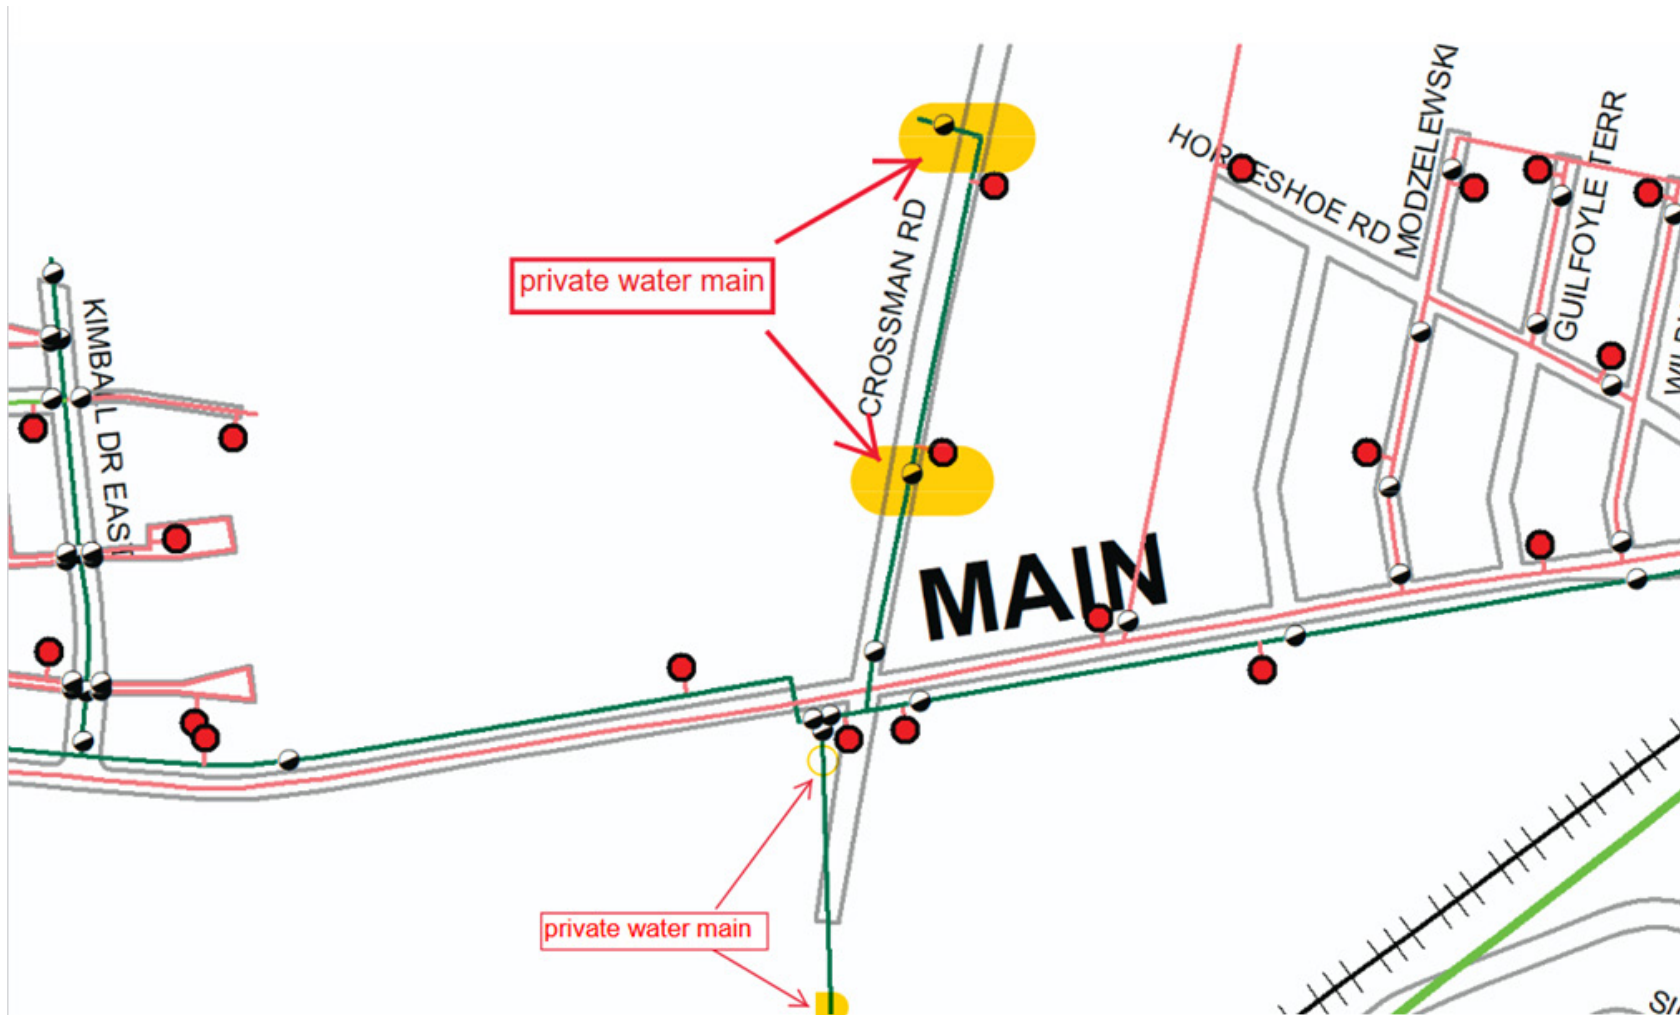 MODZELEWSKI
GUILFOYLE TERR
HORSESHOE RD
CROSSMAN RD
private water main
KIMBALL DR EAST
MAIN
private water main